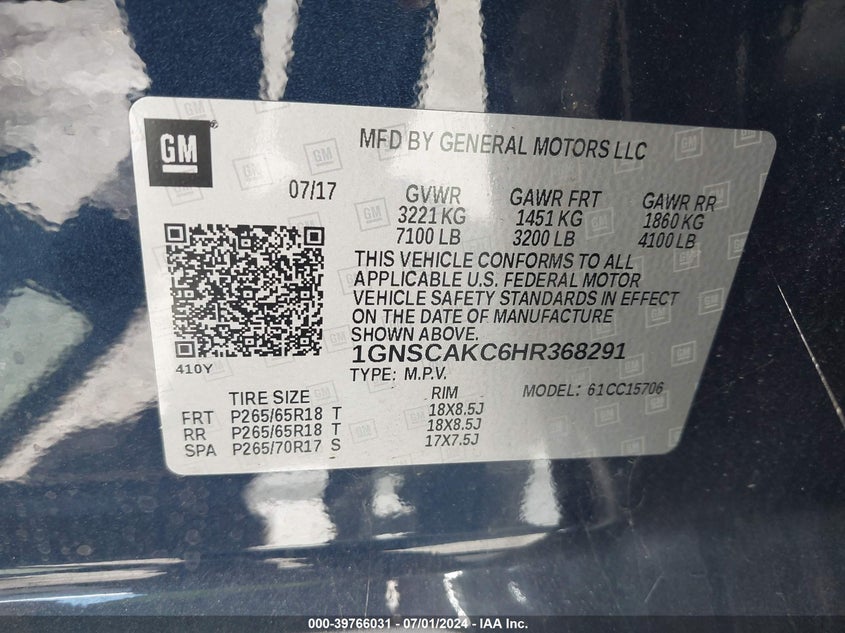 GM
MFD BY GENERAL MOTORS LLC
07/17
GVWR GAWR FRT GAWR RR
3221 KG 1451 KG 1860 KG
7100 LB 3200 LB 4100 LB
THIS VEHICLE CONFORMS TO ALL
APPLICABLE U.S. FEDERAL MOTOR
VEHICLE SAFETY STANDARDS IN EFFECT
ON THE DATE OF MANUFACTURE
SHOWN ABOVE.
410Y
1GNSCAKC6HR368291
TYPE: M.P.V. MODEL: 61CC15706
TIRE SIZE RIM
FRT P265/65R18 T 18X8.5J
RR P265/65R18 T 18X8.5J
SPA P265/70R17 S 17X7.5J
000-39766031 - 07/01/2024 - IAA Inc.